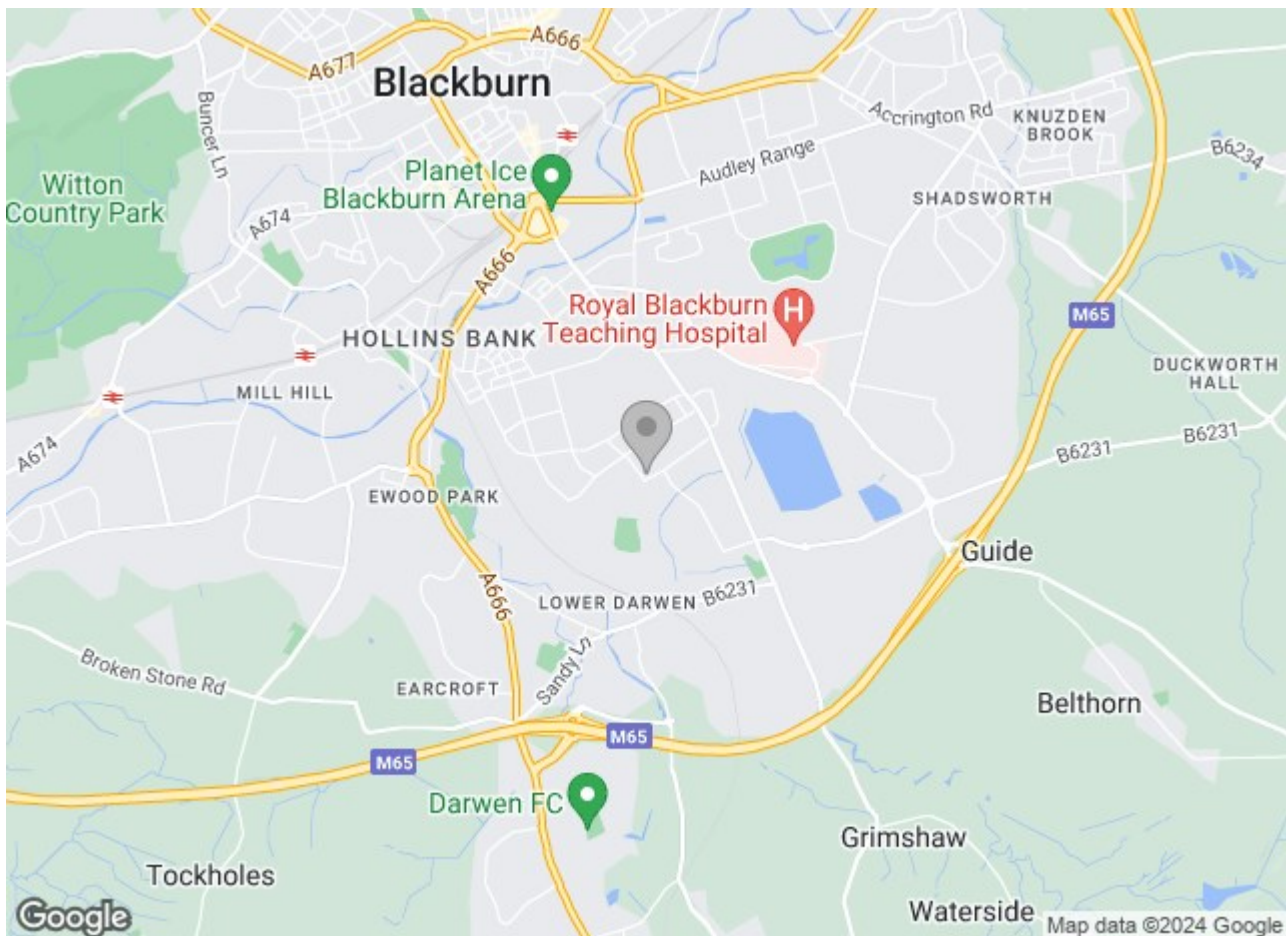 A666
A677
Blackburn
Buncer Ln
Accrington Rd
KNUZDEN
BROOK
Audley Range
B6234
Planet Ice
Blackburn Arena
Witton
Country Park
SHADSWORTH
A674
A666
Royal Blackburn
Teaching Hospital
H
M65
HOLLINS BANK
DUCKWORTH
HALL
MILL HILL
B6231
B6231
A674
EWOOD PARK
Guide
A666
LOWER DARWEN
B6231
Broken Stone Rd
Sandy Ln
EARCROFT
Belthorn
M65
M65
Darwen FC
Grimshaw
Tockholes
Waterside
Google
Map data ©2024 Google